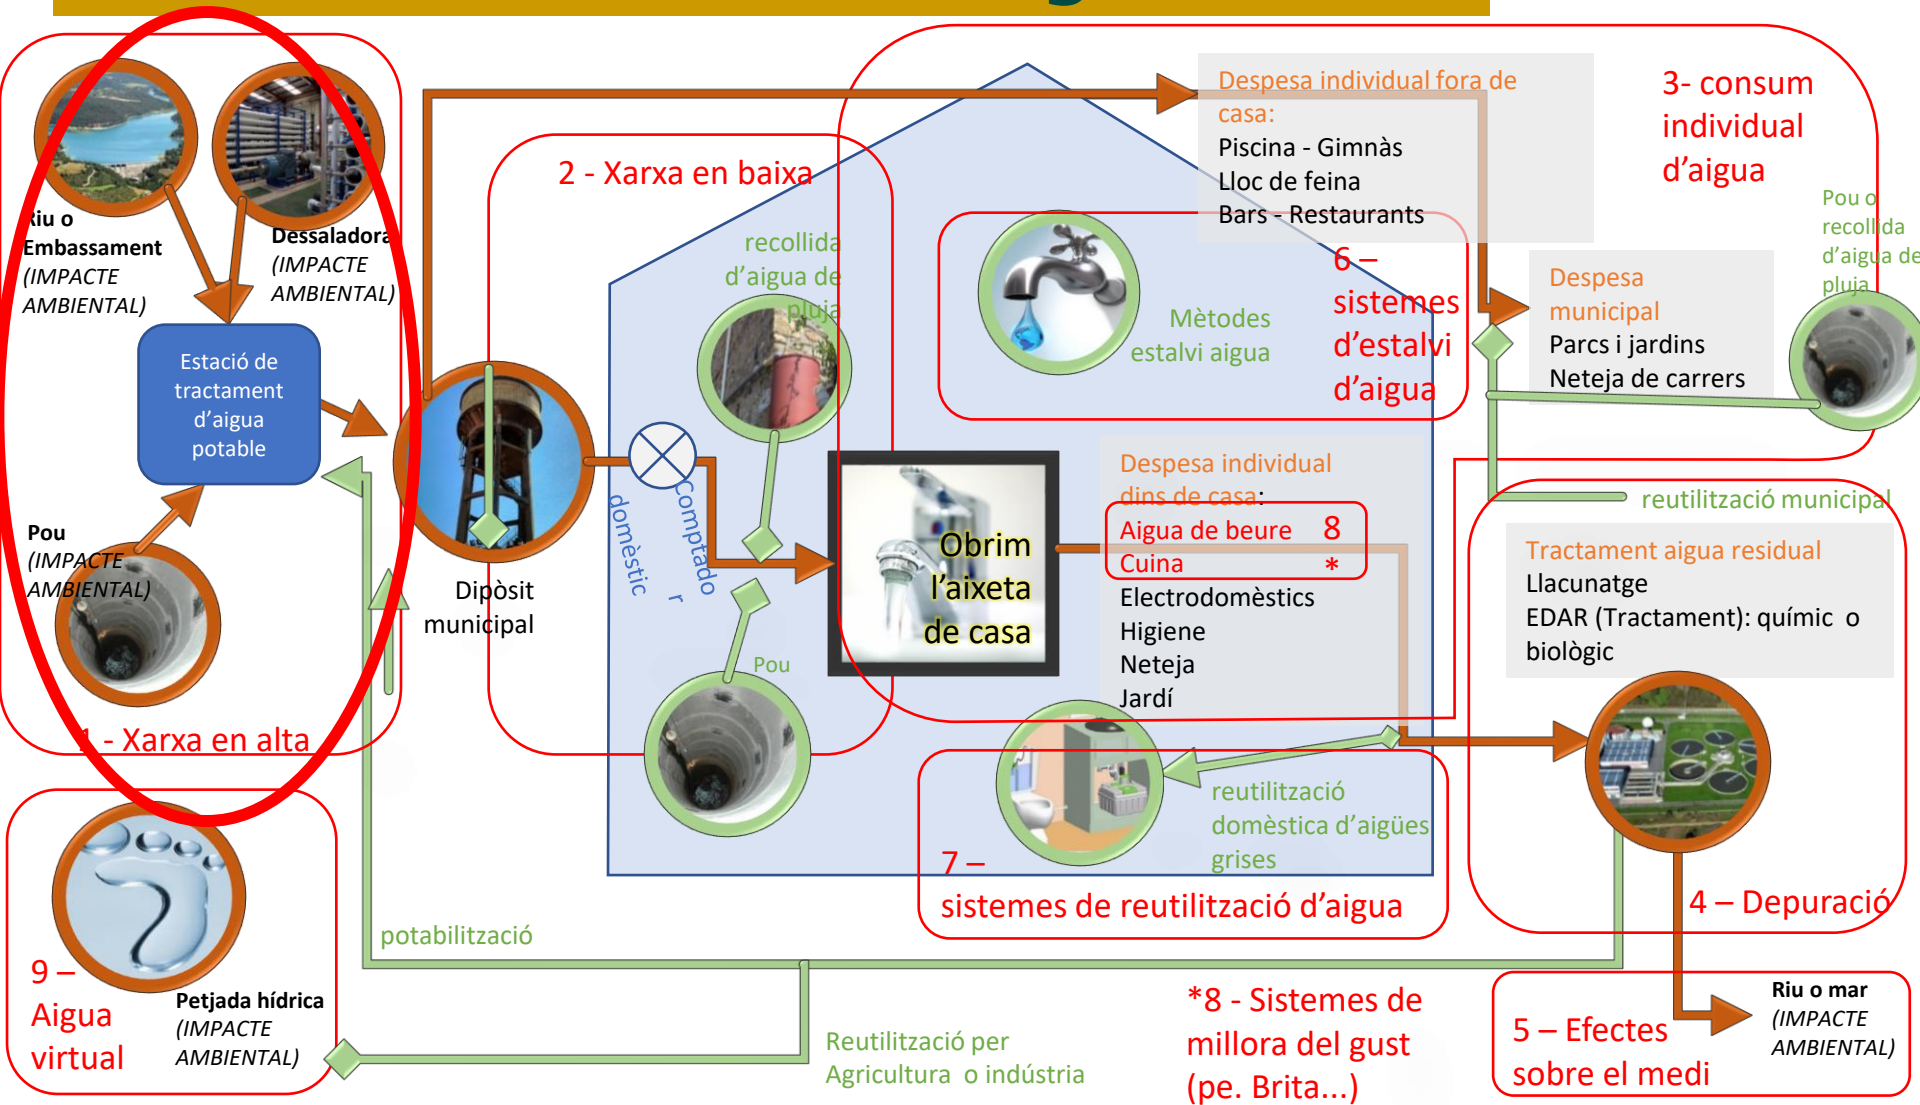 Riu o
Embassament
(IMPACTE
AMBIENTAL)
Dessaladora
(IMPACTE
AMBIENTAL)
Estació de
tractament
d’aigua
potable
Pou
(IMPACTE
AMBIENTAL)
1 - Xarxa en alta
Dipòsit
municipal
2 - Xarxa en baixa
recollida
d’aigua de
pluja
Comptado
r
domèstic
Pou
Obrim
l’aixeta
de casa
Despesa individual fora de
casa:
Piscina - Gimnàs
Lloc de feina
Bars - Restaurants
3- consum
individual
d’aigua
Pou o
recollida
d’aigua de
pluja
Mètodes
estalvi aigua
6 –
sistemes
d’estalvi
d’aigua
Despesa
municipal
Parcs i jardins
Neteja de carrers
Despesa individual
dins de casa:
Aigua de beure 8
Cuina *
Electrodomèstics
Higiene
Neteja
Jardí
reutilització municipal
Tractament aigua residual
Llacunatge
EDAR (Tractament): químic o
biològic
reutilització
domèstica d’aigües
grises
7 –
sistemes de reutilització d’aigua
4 – Depuració
potabilització
9 –
Aigua
virtual
Petjada hídrica
(IMPACTE
AMBIENTAL)
Reutilització per
Agricultura o indústria
*8 - Sistemes de
millora del gust
(pe. Brita...)
5 – Efectes
sobre el medi
Riu o mar
(IMPACTE
AMBIENTAL)